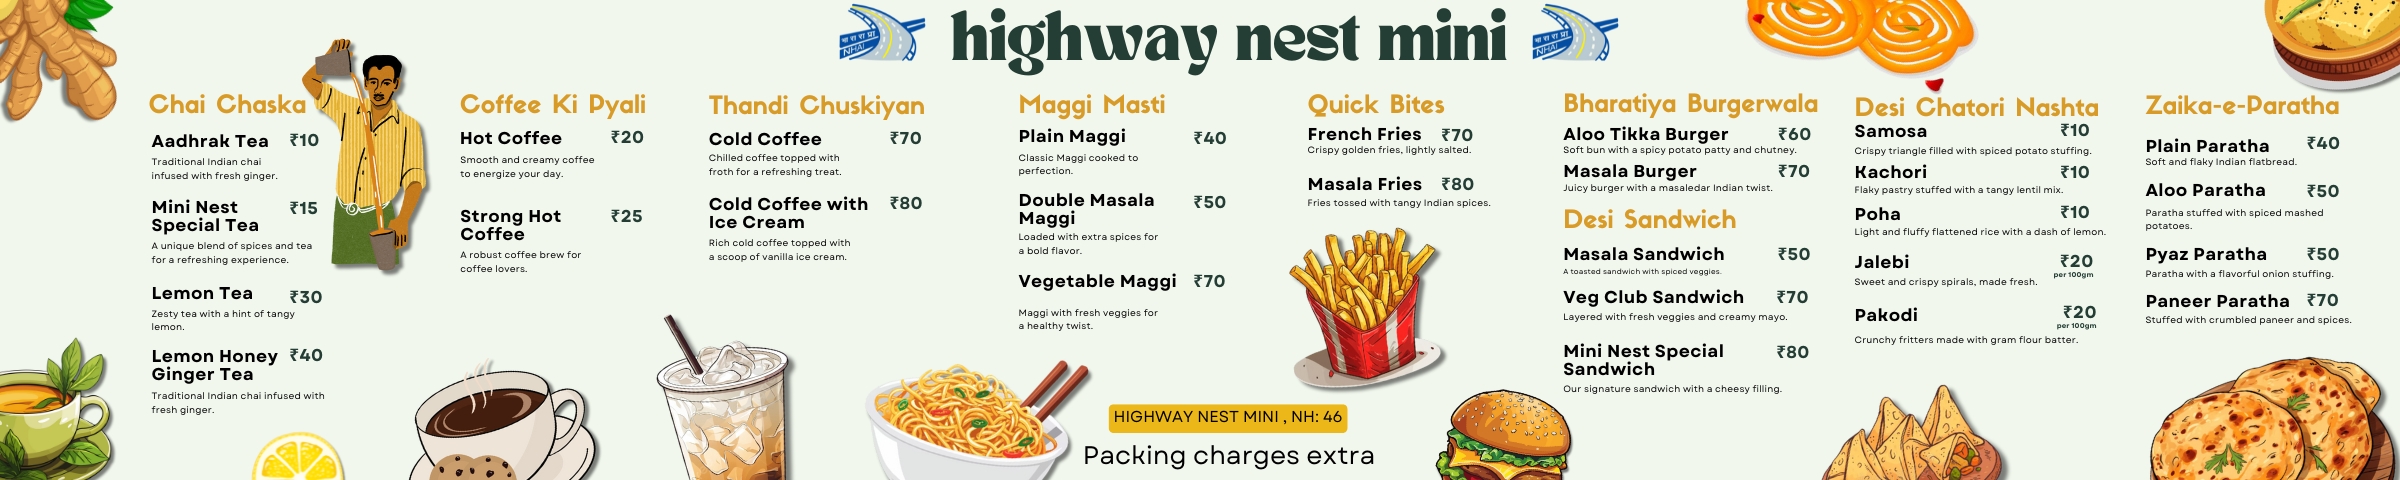 भा रा रा प्रा
NHAI
highway nest mini
भा रा रा प्रा
NHAI
Chai Chaska
Aadhrak Tea ₹10
Traditional Indian chai
infused with fresh ginger.
Mini Nest
Special Tea ₹15
A unique blend of spices and tea
for a refreshing experience.
Lemon Tea ₹30
Zesty tea with a hint of tangy
lemon.
Lemon Honey
Ginger Tea ₹40
Traditional Indian chai infused with
fresh ginger.
Coffee Ki Pyali
Hot Coffee ₹20
Smooth and creamy coffee
to energize your day.
Strong Hot
Coffee ₹25
A robust coffee brew for
coffee lovers.
Thandi Chuskiyan
Cold Coffee ₹70
Chilled coffee topped with
froth for a refreshing treat.
Cold Coffee with
Ice Cream ₹80
Rich cold coffee topped with
a scoop of vanilla ice cream.
Maggi Masti
Plain Maggi ₹40
Classic Maggi cooked to
perfection.
Double Masala
Maggi ₹50
Loaded with extra spices for
a bold flavor.
Vegetable Maggi ₹70
Maggi with fresh veggies for
a healthy twist.
Quick Bites
French Fries ₹70
Crispy golden fries, lightly salted.
Masala Fries ₹80
Fries tossed with tangy Indian spices.
Bharatiya Burgerwala
Aloo Tikka Burger ₹60
Soft bun with a spicy potato patty and chutney.
Masala Burger ₹70
Juicy burger with a masaledar Indian twist.
Desi Sandwich
Masala Sandwich ₹50
A toasted sandwich with spiced veggies.
Veg Club Sandwich ₹70
Layered with fresh veggies and creamy mayo.
Mini Nest Special
Sandwich ₹80
Our signature sandwich with a cheesy filling.
Desi Chatori Nashta
Samosa ₹10
Crispy triangle filled with spiced potato stuffing.
Kachori ₹10
Flaky pastry stuffed with a tangy lentil mix.
Poha ₹10
Light and fluffy flattened rice with a dash of lemon.
Jalebi ₹20
per 100gm
Sweet and crispy spirals, made fresh.
Pakodi ₹20
per 100gm
Crunchy fritters made with gram flour batter.
Zaika-e-Paratha
Plain Paratha ₹40
Soft and flaky Indian flatbread.
Aloo Paratha ₹50
Paratha stuffed with spiced mashed
potatoes.
Pyaz Paratha ₹50
Paratha with a flavorful onion stuffing.
Paneer Paratha ₹70
Stuffed with crumbled paneer and spices.
HIGHWAY NEST MINI , NH: 46
Packing charges extra